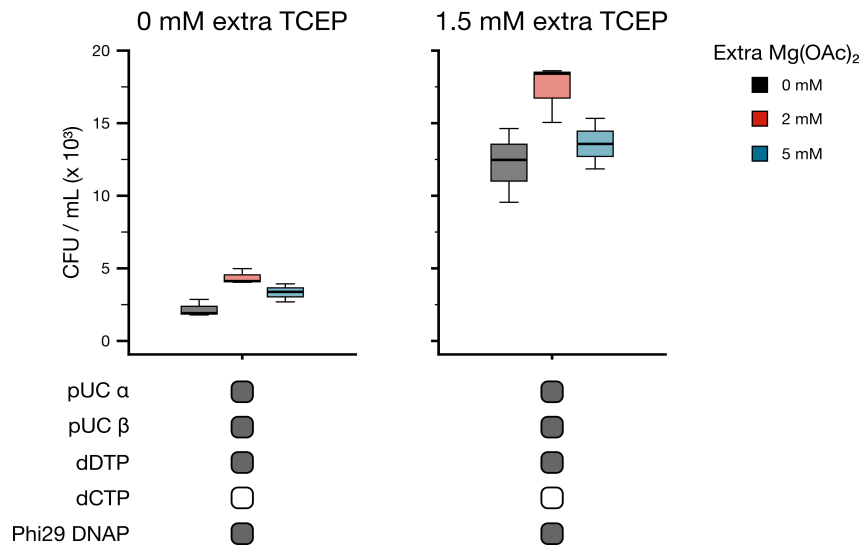 0 mM extra TCEP
1.5 mM extra TCEP
Extra Mg(OAc)₂
0 mM
2 mM
5 mM
CFU / mL (x 10³)
20
15
10
5
0
pUC α
pUC β
dDTP
dCTP
Phi29 DNAP